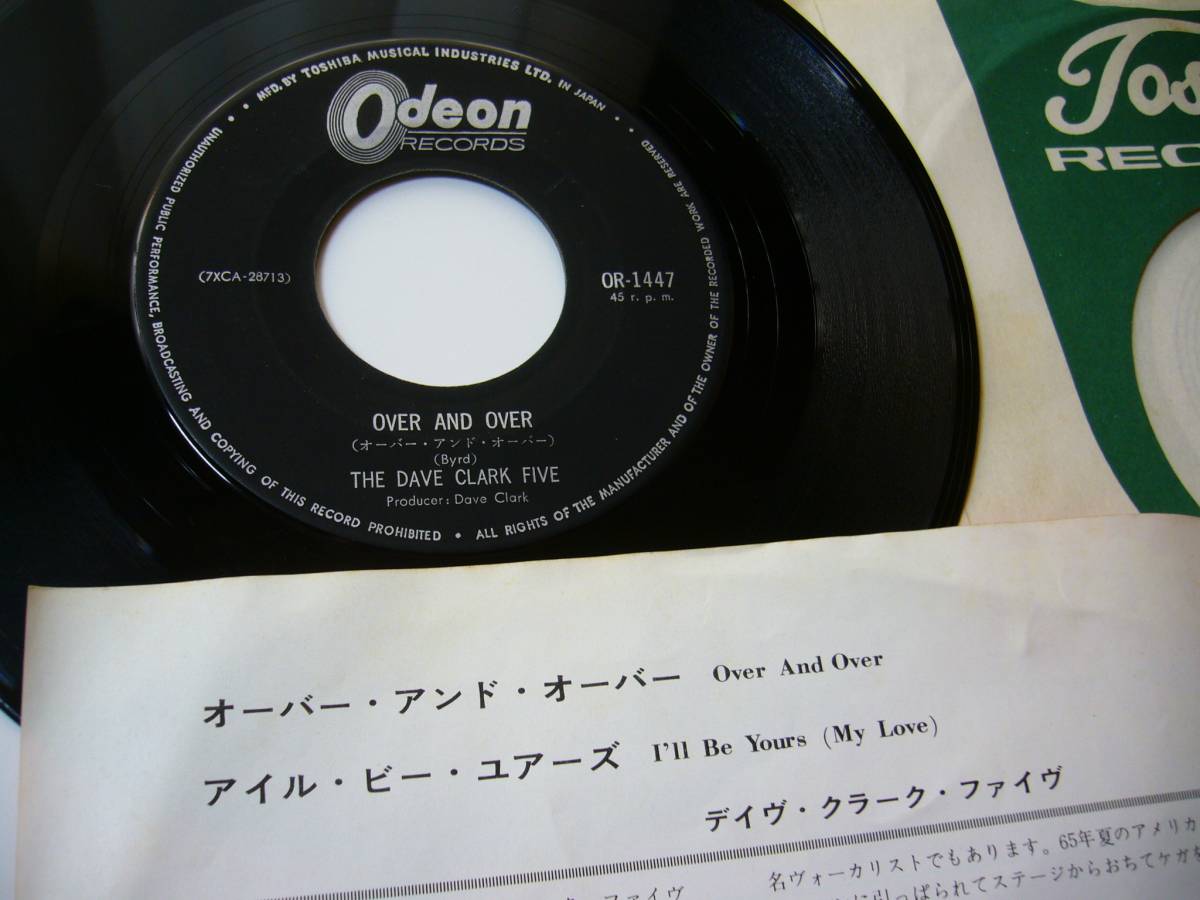 MFD. BY TOSHIBA MUSICAL INDUSTRIES LTD. IN JAPAN
Odeon
RECORDS
(7XCA-28713)
OR-1447
45 r. p. m.
OVER AND OVER
(オーバー・アンド・オーバー)
(Byrd)
THE DAVE CLARK FIVE
Producer: Dave Clark
UNAUTHORIZED PUBLIC PERFORMANCE, BROADCASTING AND COPYING OF THIS RECORD PROHIBITED • ALL RIGHTS OF THE MANUFACTURER AND OF THE OWNER OF THE RECORDED WORK ARE RESERVED
オーバー・アンド・オーバー Over And Over
アイル・ビー・ユアーズ I'll Be Yours (My Love)
デイヴ・クラーク・ファイヴ
ファイヴ
名ヴォーカリストでもあります。65年夏のアメリカ
に引っぱられてステージからおちてケガを